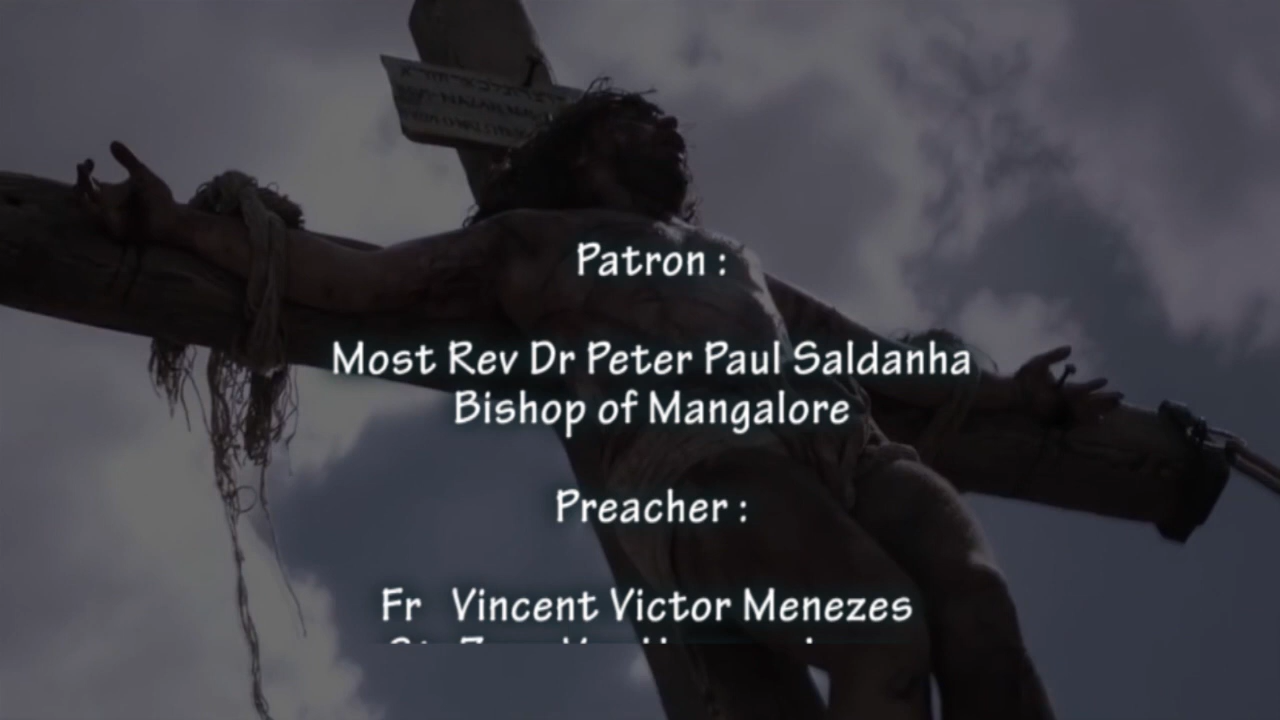 Patron :
Most Rev Dr Peter Paul Saldanha
Bishop of Mangalore
Preacher :
Fr Vincent Victor Menezes